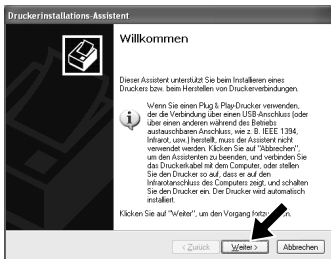 Druckerinstallations-Assistent
Willkommen
Dieser Assistent unterstützt Sie beim Installieren eines
Druckers bzw. beim Herstellen von Druckerverbindungen.
Wenn Sie einen Plug & Play-Drucker verwenden,
der die Verbindung über einen USB-Anschluss (oder
über einen anderen während des Betriebs
austauschbaren Anschluss, wie z. B. IEEE 1394,
Infrarot, usw.) herstellt, muss der Assistent nicht
verwendet werden. Klicken Sie auf "Abbrechen",
um den Assistenten zu beenden, und verbinden Sie
das Druckerkabel mit dem Computer, oder stellen
Sie den Drucker so auf, dass er auf den
Infrarotanschluss des Computers zeigt, und schalten
Sie den Drucker ein. Der Drucker wird automatisch
installiert.
Klicken Sie auf "Weiter", um den Vorgang
< Zurück Weiter > Abbrechen